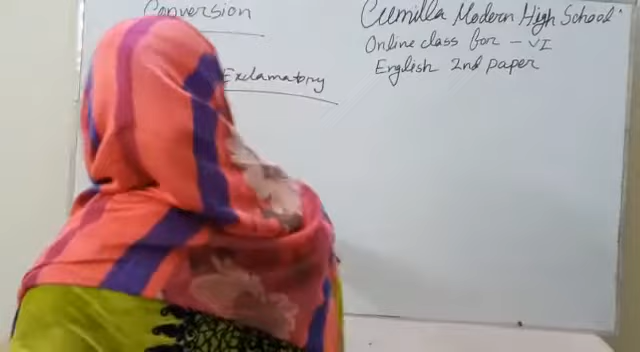 Conversion
Exclamatory
Cumilla Modern High School
Online class for - VI
English 2nd paper